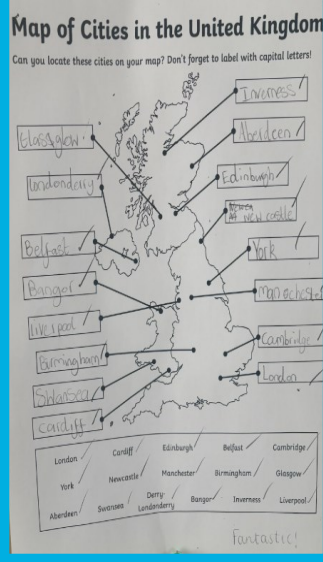 Map of Cities in the United Kingdom
Can you locate these cities on your map? Don't forget to label with capital letters!
Inverness
Glasgow
Aberdeen
Londonderry
Edinburgh
New castle
Belfast
York
Bangor
Manchester
Liverpool
Cambridge
Birmingham
London
Swansea
Cardiff
London Cardiff Edinburgh Belfast Cambridge
York Newcastle Manchester Birmingham Glasgow
Aberdeen Swansea Derry-Londonderry Bangor Inverness Liverpool
Fantastic!